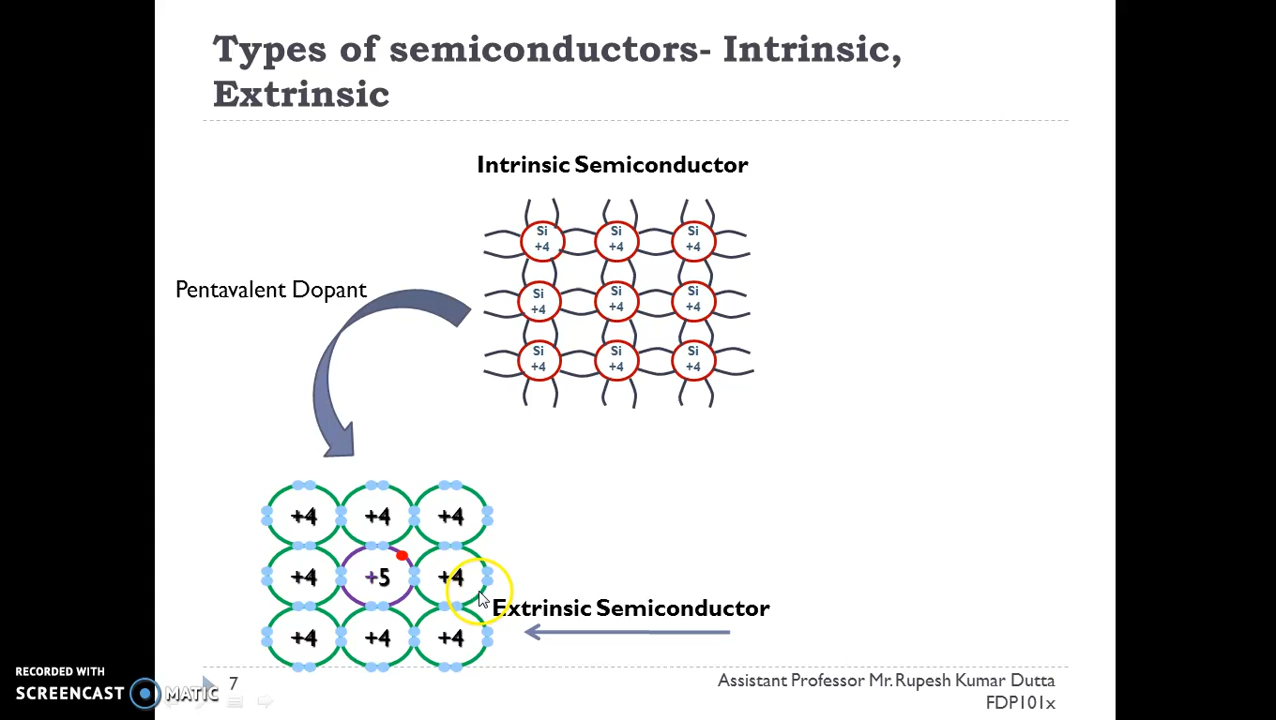 Types of semiconductors- Intrinsic,
Extrinsic
Intrinsic Semiconductor
Si Si Si
+4 +4 +4
Pentavalent Dopant
Si Si Si
+4 +4 +4
Si Si Si
+4 +4 +4
+4 +4 +4
+4 +5 +4
Extrinsic Semiconductor
+4 +4 +4
RECORDED WITH
SCREENCAST MATIC
7
Assistant Professor Mr. Rupesh Kumar Dutta
FDP101x